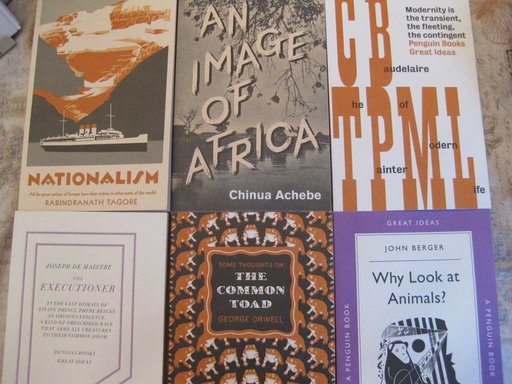 NATIONALISM
All the great nations of Europe have their victims in other parts of the world
RABINDRANATH TAGORE
AN
IMAGE
OF
AFRICA
Chinua Achebe
Modernity is
the transient,
the fleeting,
the contingent
Penguin Books
Great Ideas
C B
audelaire
he of
T P M L
ainter odern ife
JOSEPH DE MAISTRE
THE
EXECUTIONER
IN THE VAST DOMAIN OF
LIVING THINGS, THERE REIGNS
AN OBVIOUS VIOLENCE,
A KIND OF PRESCRIBED RAGE
THAT ARMS ALL CREATURES
TO THEIR COMMON DOOM.
PENGUIN BOOKS
GREAT IDEAS
SOME THOUGHTS ON
THE
COMMON
TOAD
GEORGE ORWELL
GREAT IDEAS
JOHN BERGER
Why Look at
Animals?
A PENGUIN BOOK
A PENGUIN BOOK